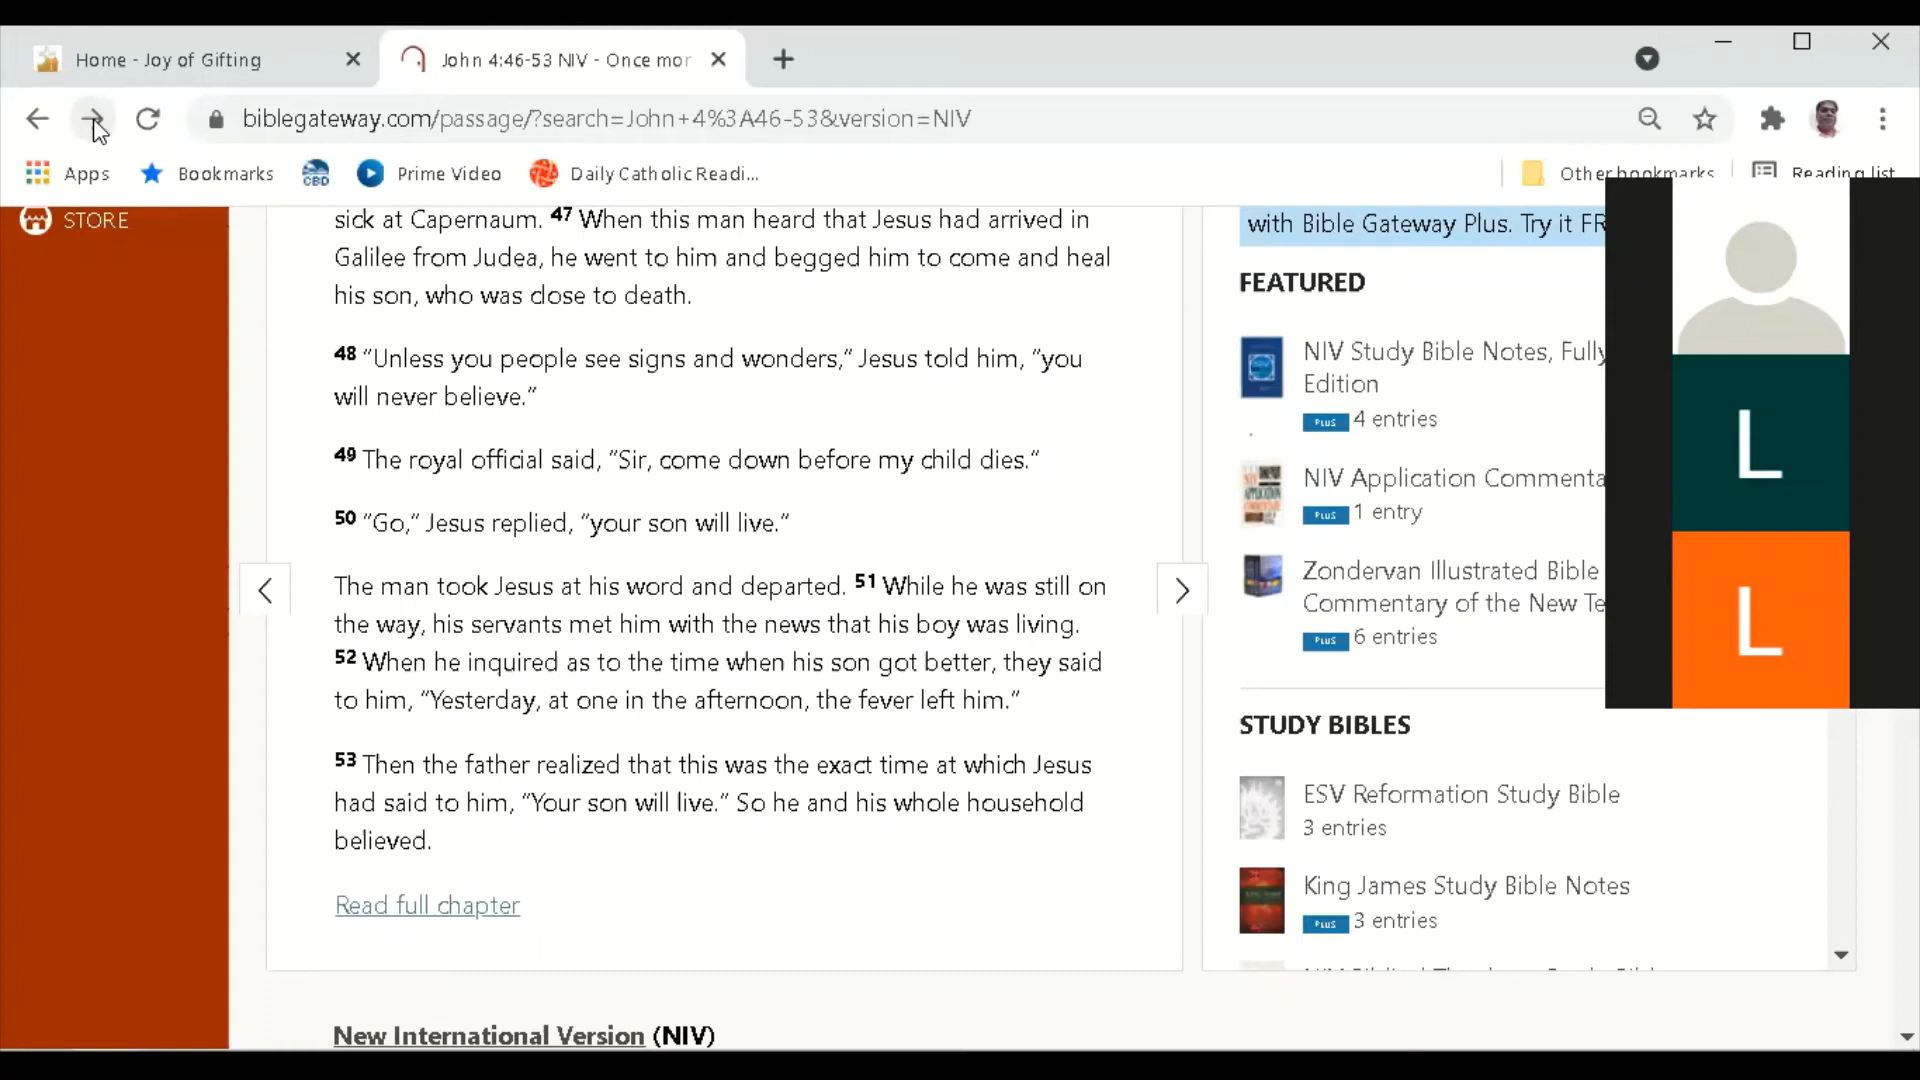 Home - Joy of Gifting
John 4:46-53 NIV - Once mor
biblegateway.com/passage/?search=John+4%3A46-53&version=NIV
Apps
Bookmarks
CBD
Prime Video
Daily Catholic Readi...
Other bookmarks
Reading list
STORE
sick at Capernaum. 47 When this man heard that Jesus had arrived in
Galilee from Judea, he went to him and begged him to come and heal
his son, who was close to death.
48 “Unless you people see signs and wonders,” Jesus told him, “you
will never believe.”
49 The royal official said, “Sir, come down before my child dies.”
50 “Go,” Jesus replied, “your son will live.”
The man took Jesus at his word and departed. 51 While he was still on
the way, his servants met him with the news that his boy was living.
52 When he inquired as to the time when his son got better, they said
to him, “Yesterday, at one in the afternoon, the fever left him.”
53 Then the father realized that this was the exact time at which Jesus
had said to him, “Your son will live.” So he and his whole household
believed.
Read full chapter
New International Version (NIV)
with Bible Gateway Plus. Try it FR
FEATURED
NIV Study Bible Notes, Fully
Edition
PLUS 4 entries
NIV Application Commenta
PLUS 1 entry
Zondervan Illustrated Bible
Commentary of the New Te
PLUS 6 entries
STUDY BIBLES
ESV Reformation Study Bible
3 entries
King James Study Bible Notes
PLUS 3 entries
L
L